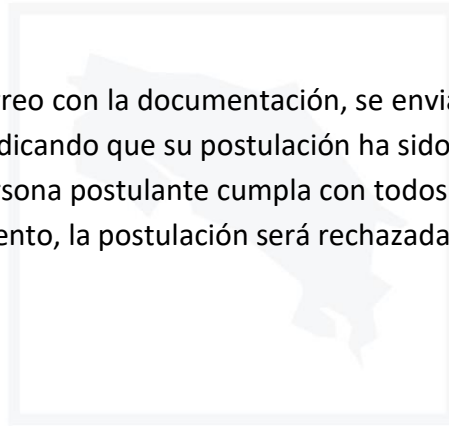 rreo con la documentación, se envia
dicando que su postulación ha sido
rsona postulante cumpla con todos
ento, la postulación será rechazada